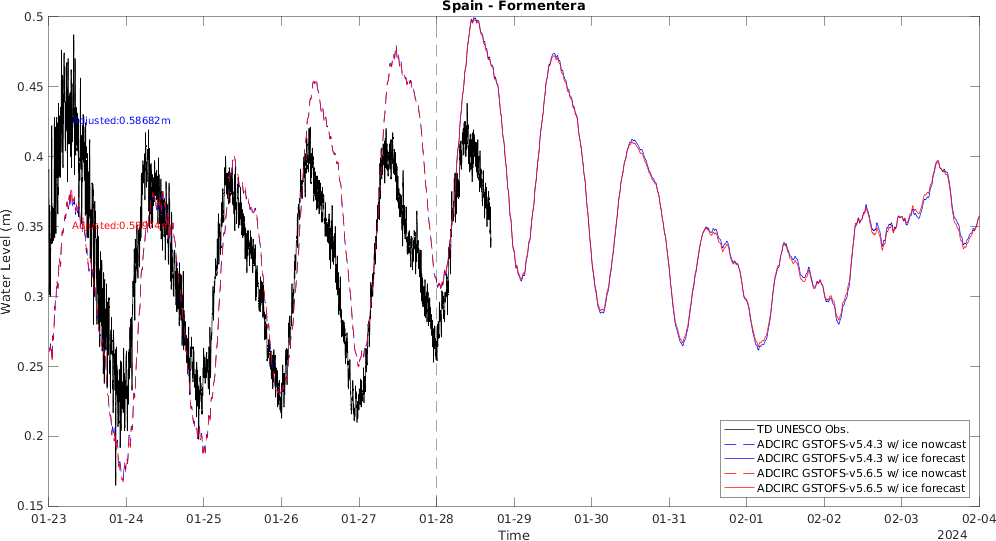 Spain - Formentera
0.5
0.45
0.4
0.35
0.3
0.25
0.2
0.15
Water Level (m)
Adjusted:0.58682m
TD UNESCO Obs.
ADCIRC GSTOFS-v5.4.3 w/ ice nowcast
ADCIRC GSTOFS-v5.4.3 w/ ice forecast
ADCIRC GSTOFS-v5.6.5 w/ ice nowcast
ADCIRC GSTOFS-v5.6.5 w/ ice forecast
01-23 01-24 01-25 01-26 01-27 01-28 01-29 01-30 01-31 02-01 02-02 02-03 02-04
Time
2024